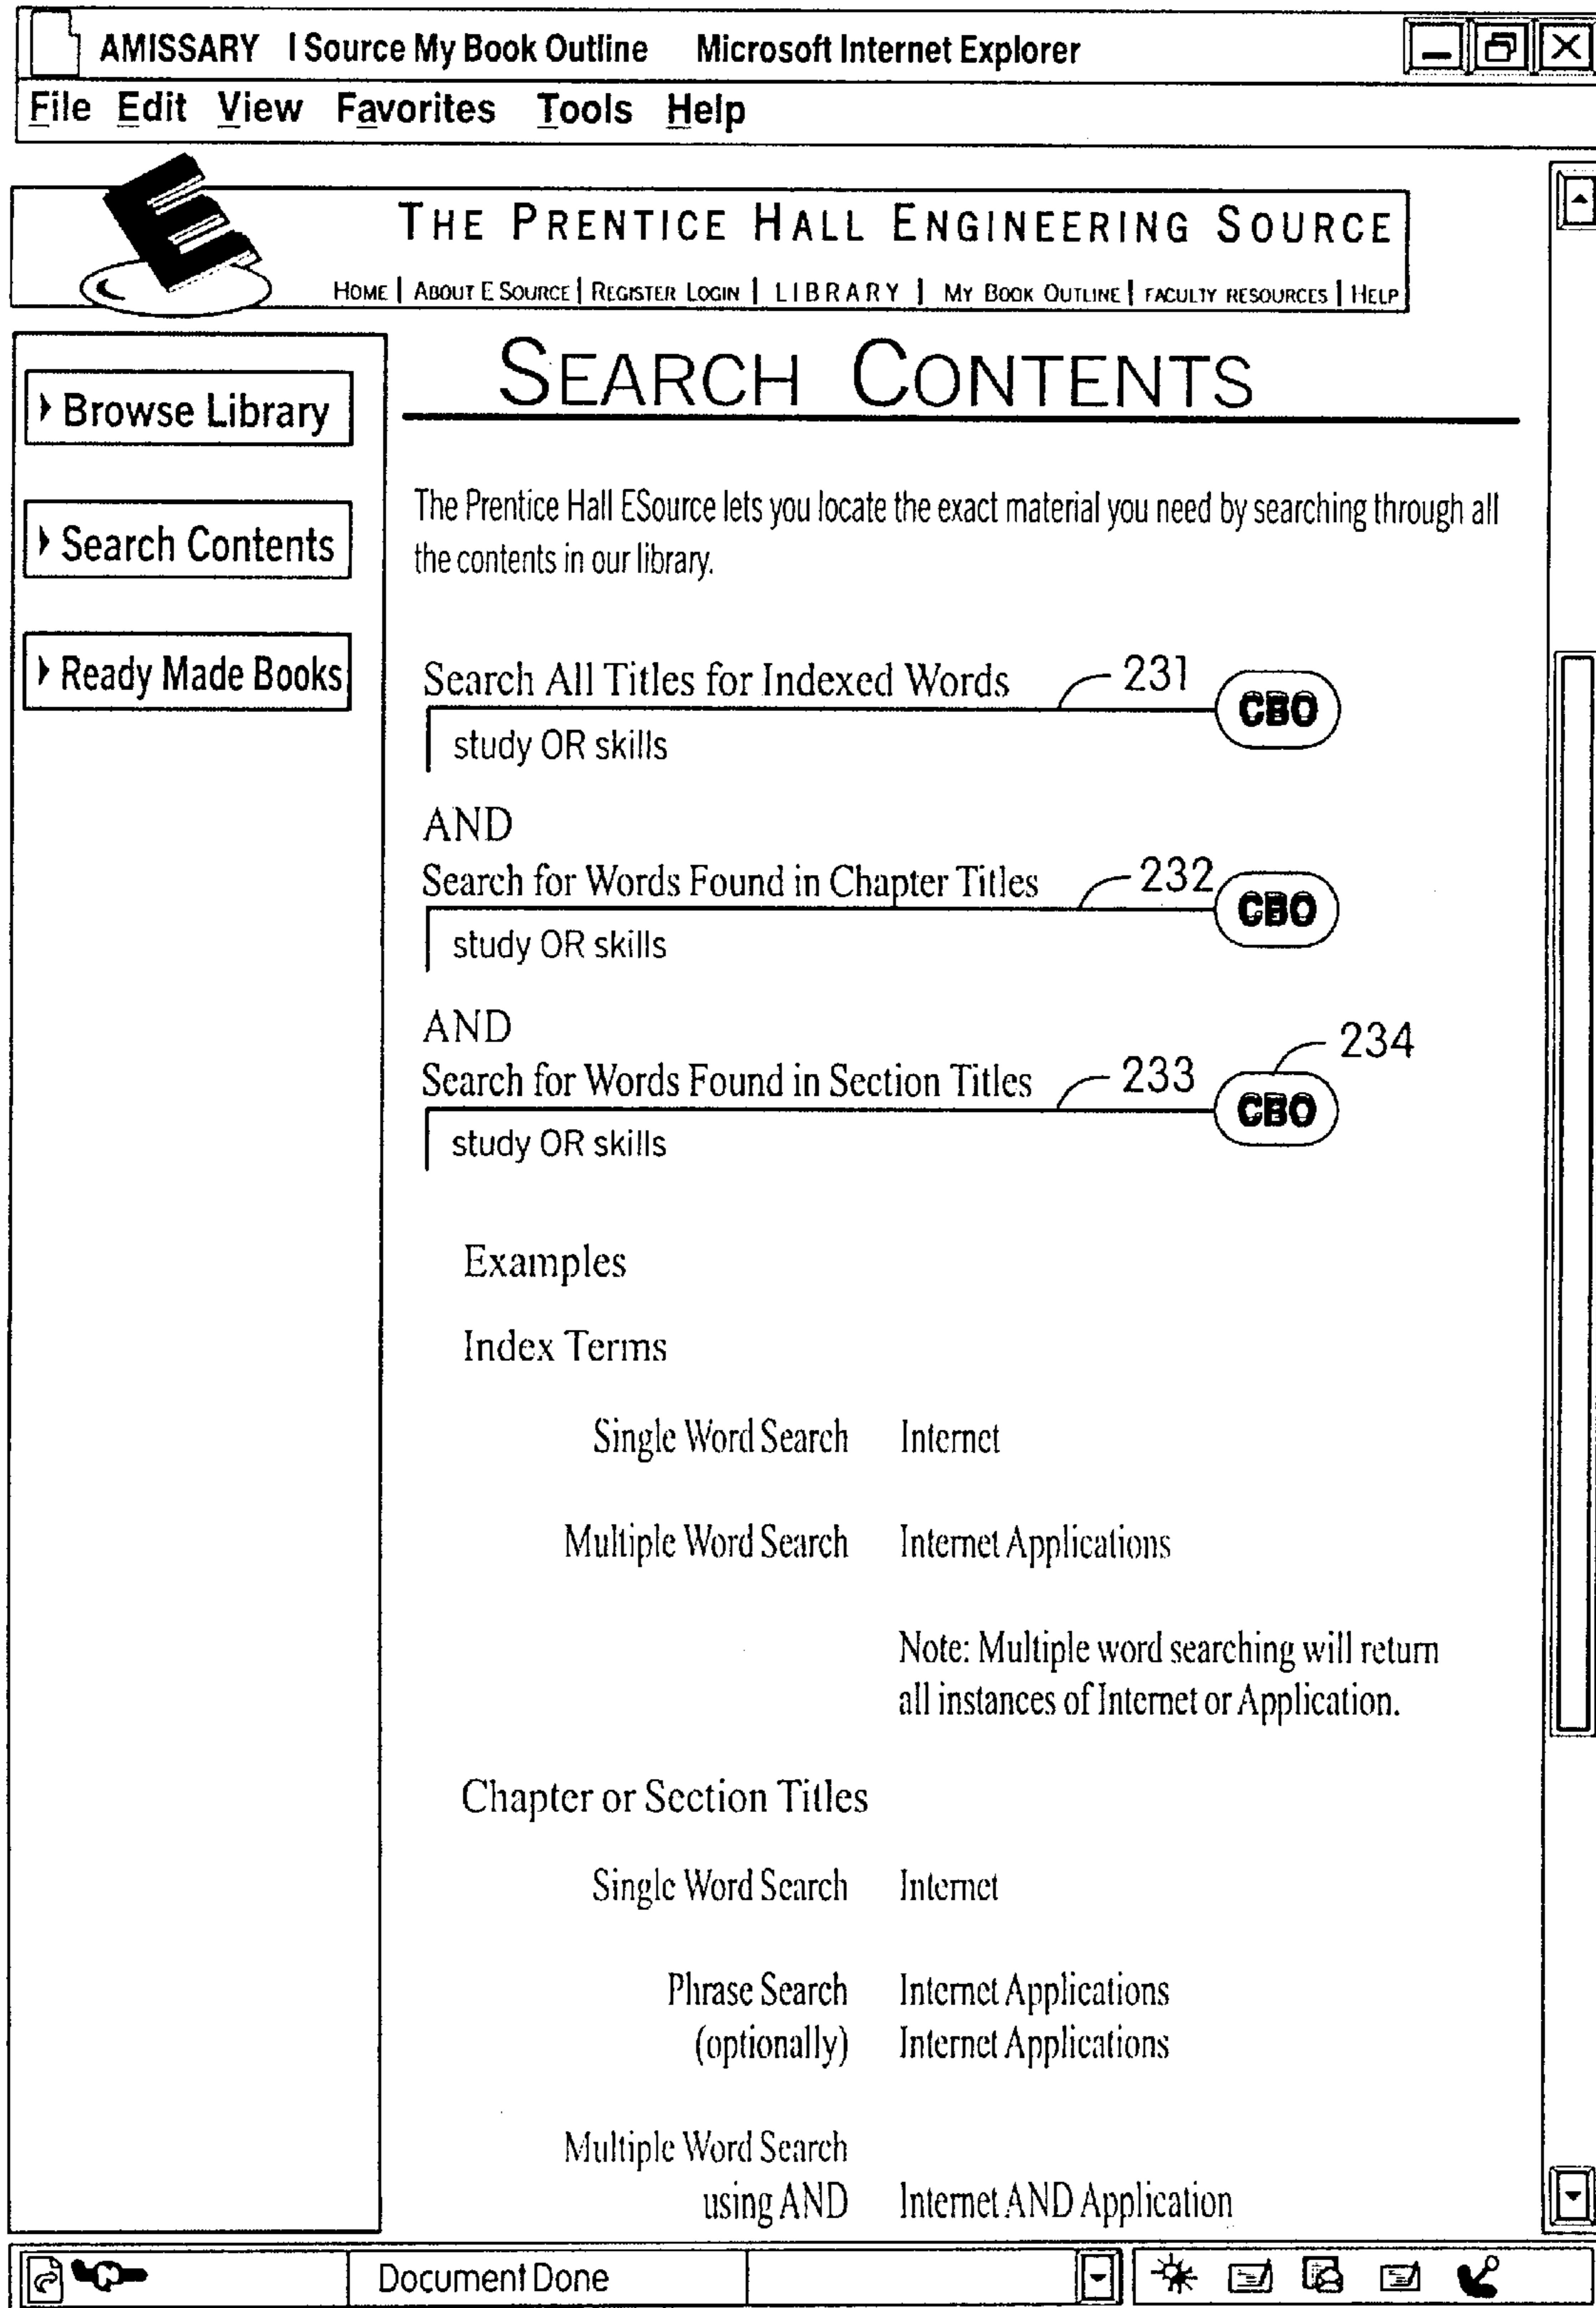 AMISSARY I Source My Book Outline Microsoft Internet Explorer
File Edit View Favorites Tools Help
THE PRENTICE HALL ENGINEERING SOURCE
HOME | ABOUT E SOURCE | REGISTER LOGIN | LIBRARY | MY BOOK OUTLINE | FACULTY RESOURCES | HELP
SEARCH CONTENTS
Browse Library
Search Contents
Ready Made Books
The Prentice Hall ESource lets you locate the exact material you need by searching through all
the contents in our library.
Search All Titles for Indexed Words 231
CBO
study OR skills
AND
Search for Words Found in Chapter Titles 232
CBO
study OR skills
AND
234
Search for Words Found in Section Titles 233
CBO
study OR skills
Examples
Index Terms
Single Word Search Internet
Multiple Word Search Internet Applications
Note: Multiple word searching will return
all instances of Internet or Application.
Chapter or Section Titles
Single Word Search Internet
Phrase Search Internet Applications
(optionally) Internet Applications
Multiple Word Search
using AND Internet AND Application
Document Done